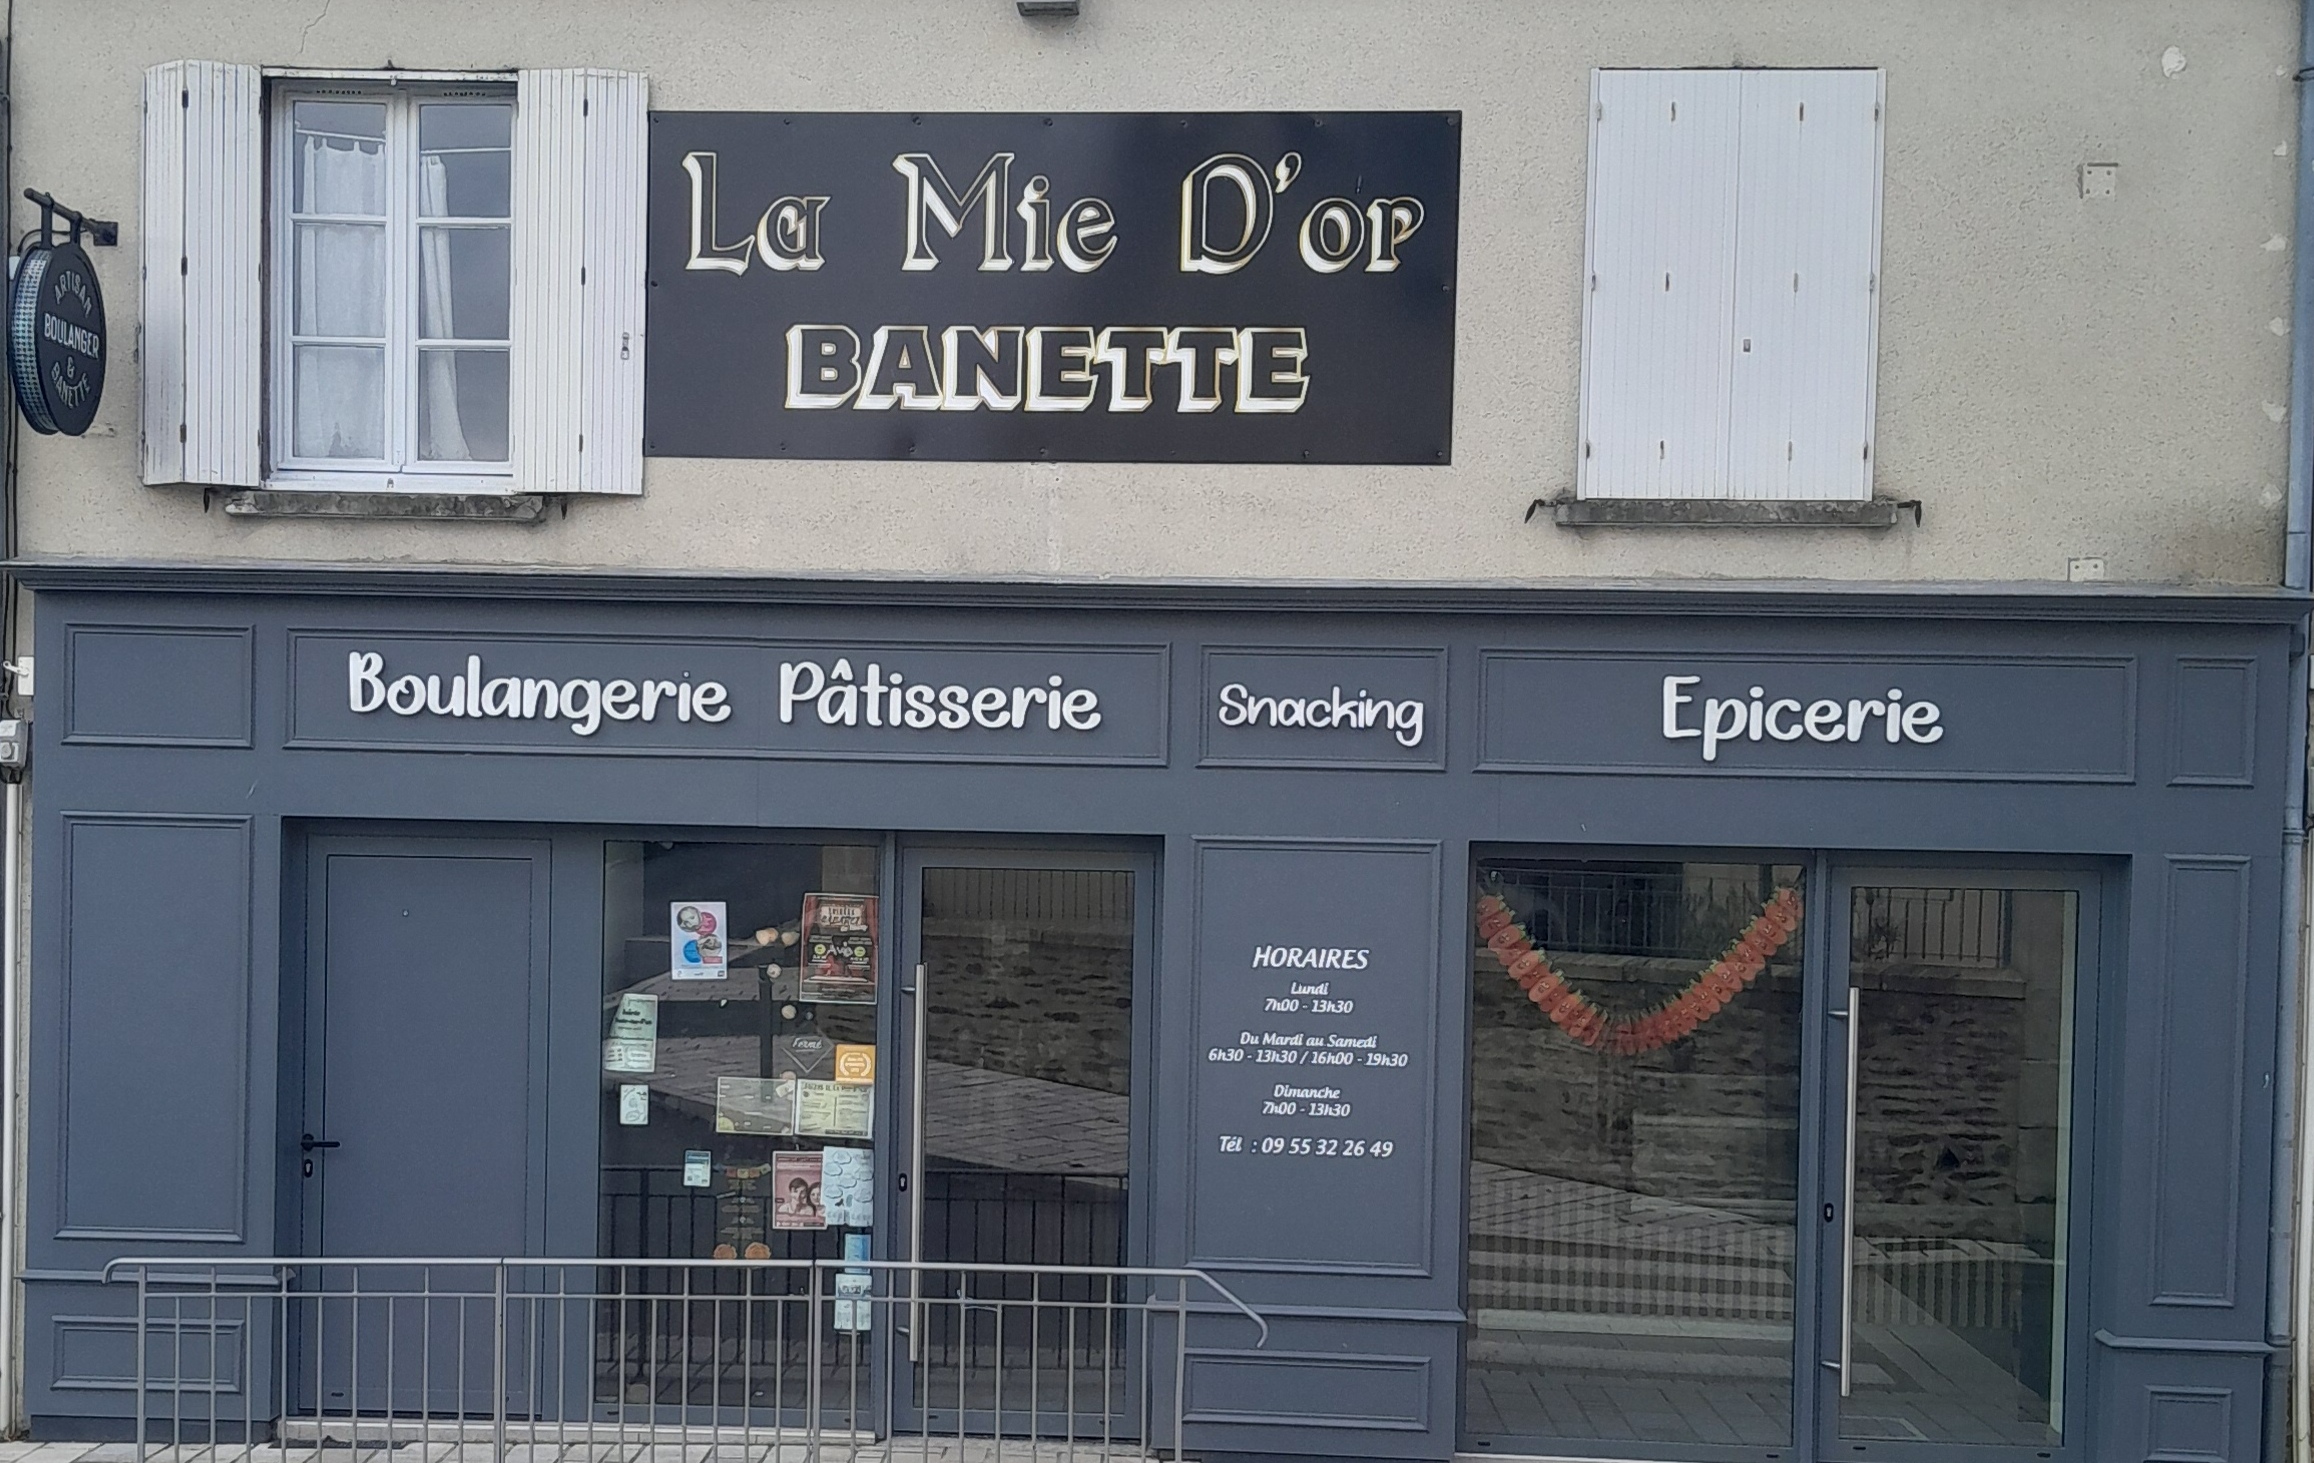 La Mie D'or
BANETTE
ARTISAN
BOULANGER
&
BANETTE
Boulangerie Pâtisserie
Snacking
Epicerie
HORAIRES
Lundi
7h00 - 13h30
Du Mardi au Samedi
6h30 - 13h30 / 16h00 - 19h30
Dimanche
7h00 - 13h30
Tél : 09 55 32 26 49
Fermé